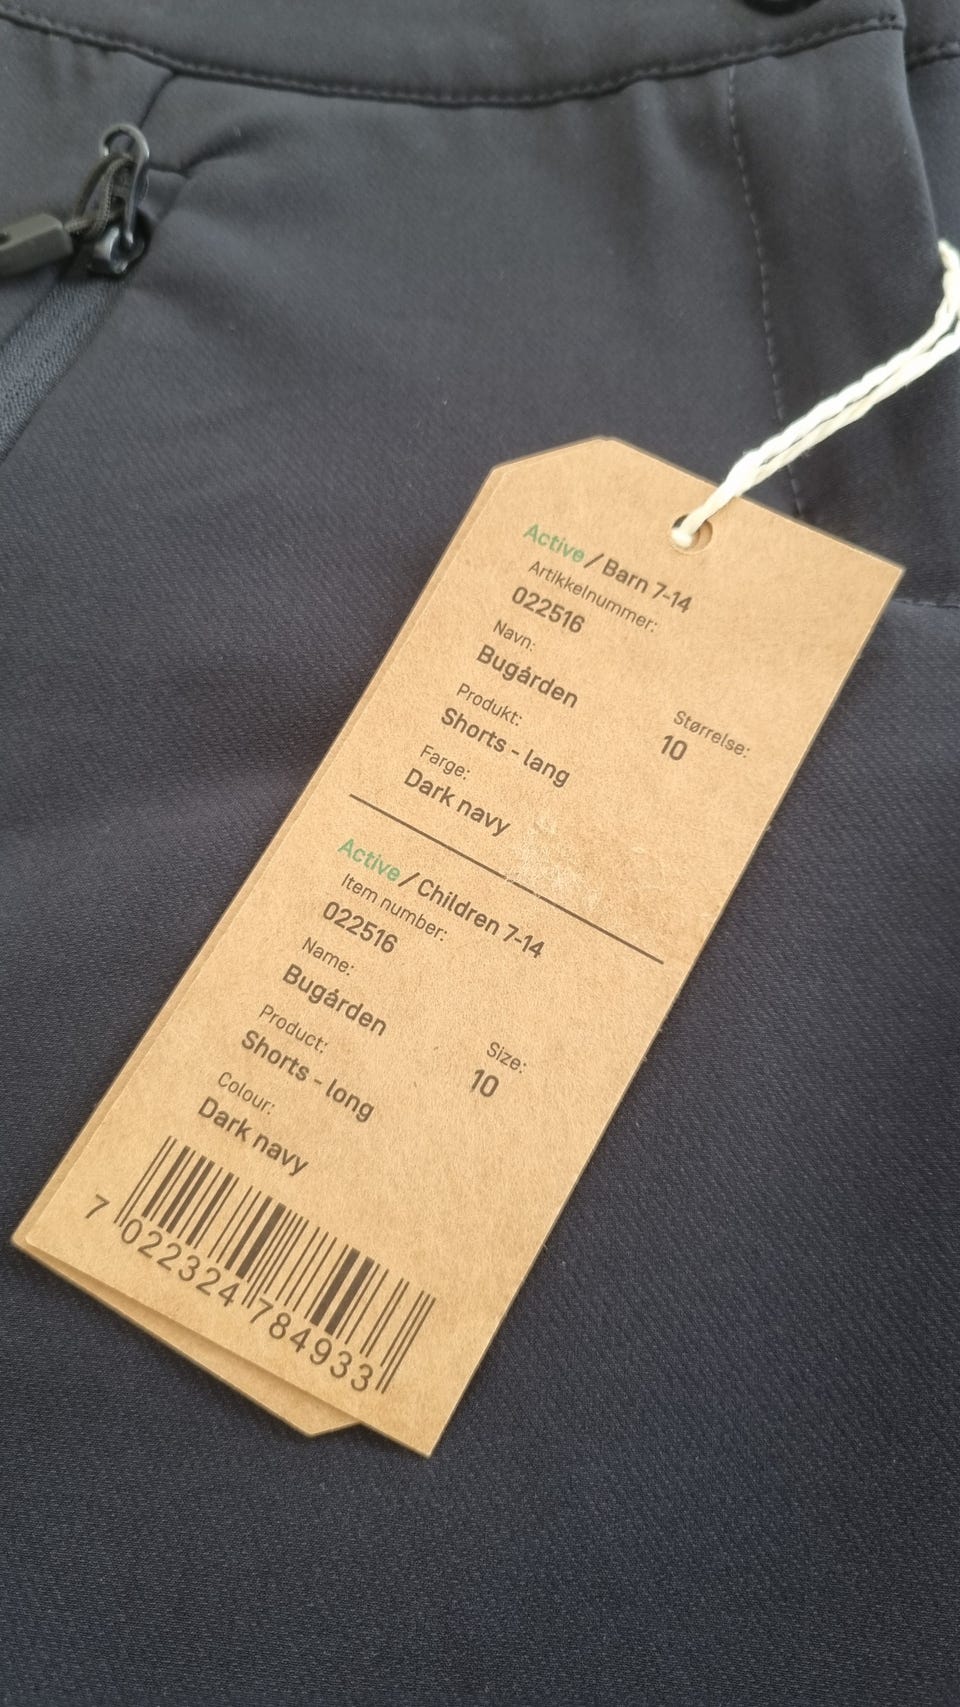 Active / Barn 7-14
Artikkelnummer:
022516
Navn:
Bugården
Produkt:
Shorts - lang
Størrelse:
10
Farge:
Dark navy
Active / Children 7-14
Item number:
022516
Name:
Bugården
Product:
Shorts - long
Size:
10
Colour:
Dark navy
7 022324 784933